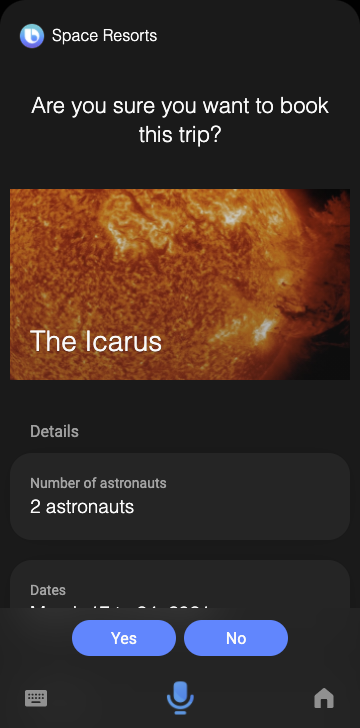 Space Resorts
Are you sure you want to book
this trip?
The Icarus
Details
Number of astronauts
2 astronauts
Dates
Yes
No